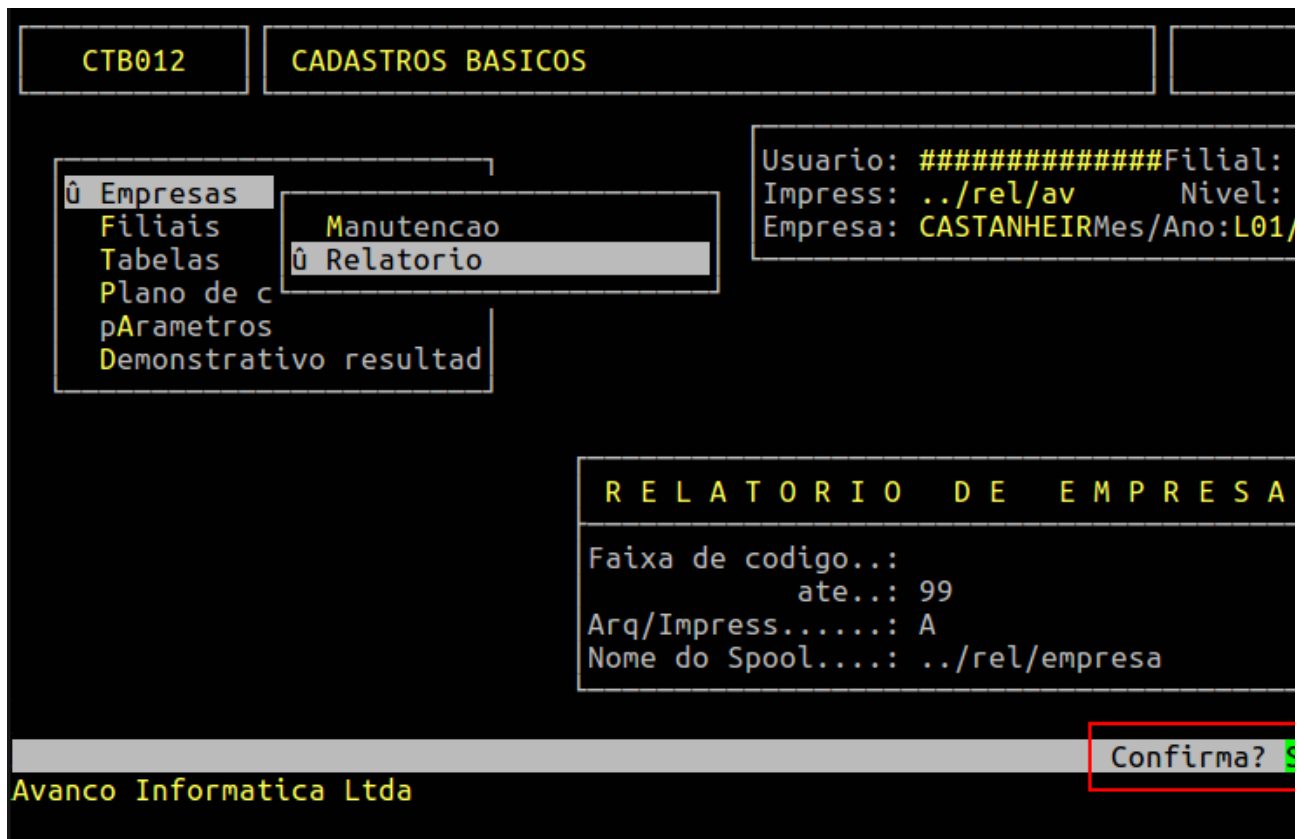 CTB012 CADASTROS BASICOS
Usuario: ##############Filial:
Impress: ../rel/av Nivel:
Empresa: CASTANHEIRMes/Ano:L01/
û Empresas
Filiais
Tabelas
Plano de c
pArametros
Demonstrativo resultad
Manutencao
û Relatorio
R E L A T O R I O D E E M P R E S A
Faixa de codigo..:
ate..: 99
Arq/Impress......: A
Nome do Spool....: ../rel/empresa
Confirma? S
Avanco Informatica Ltda